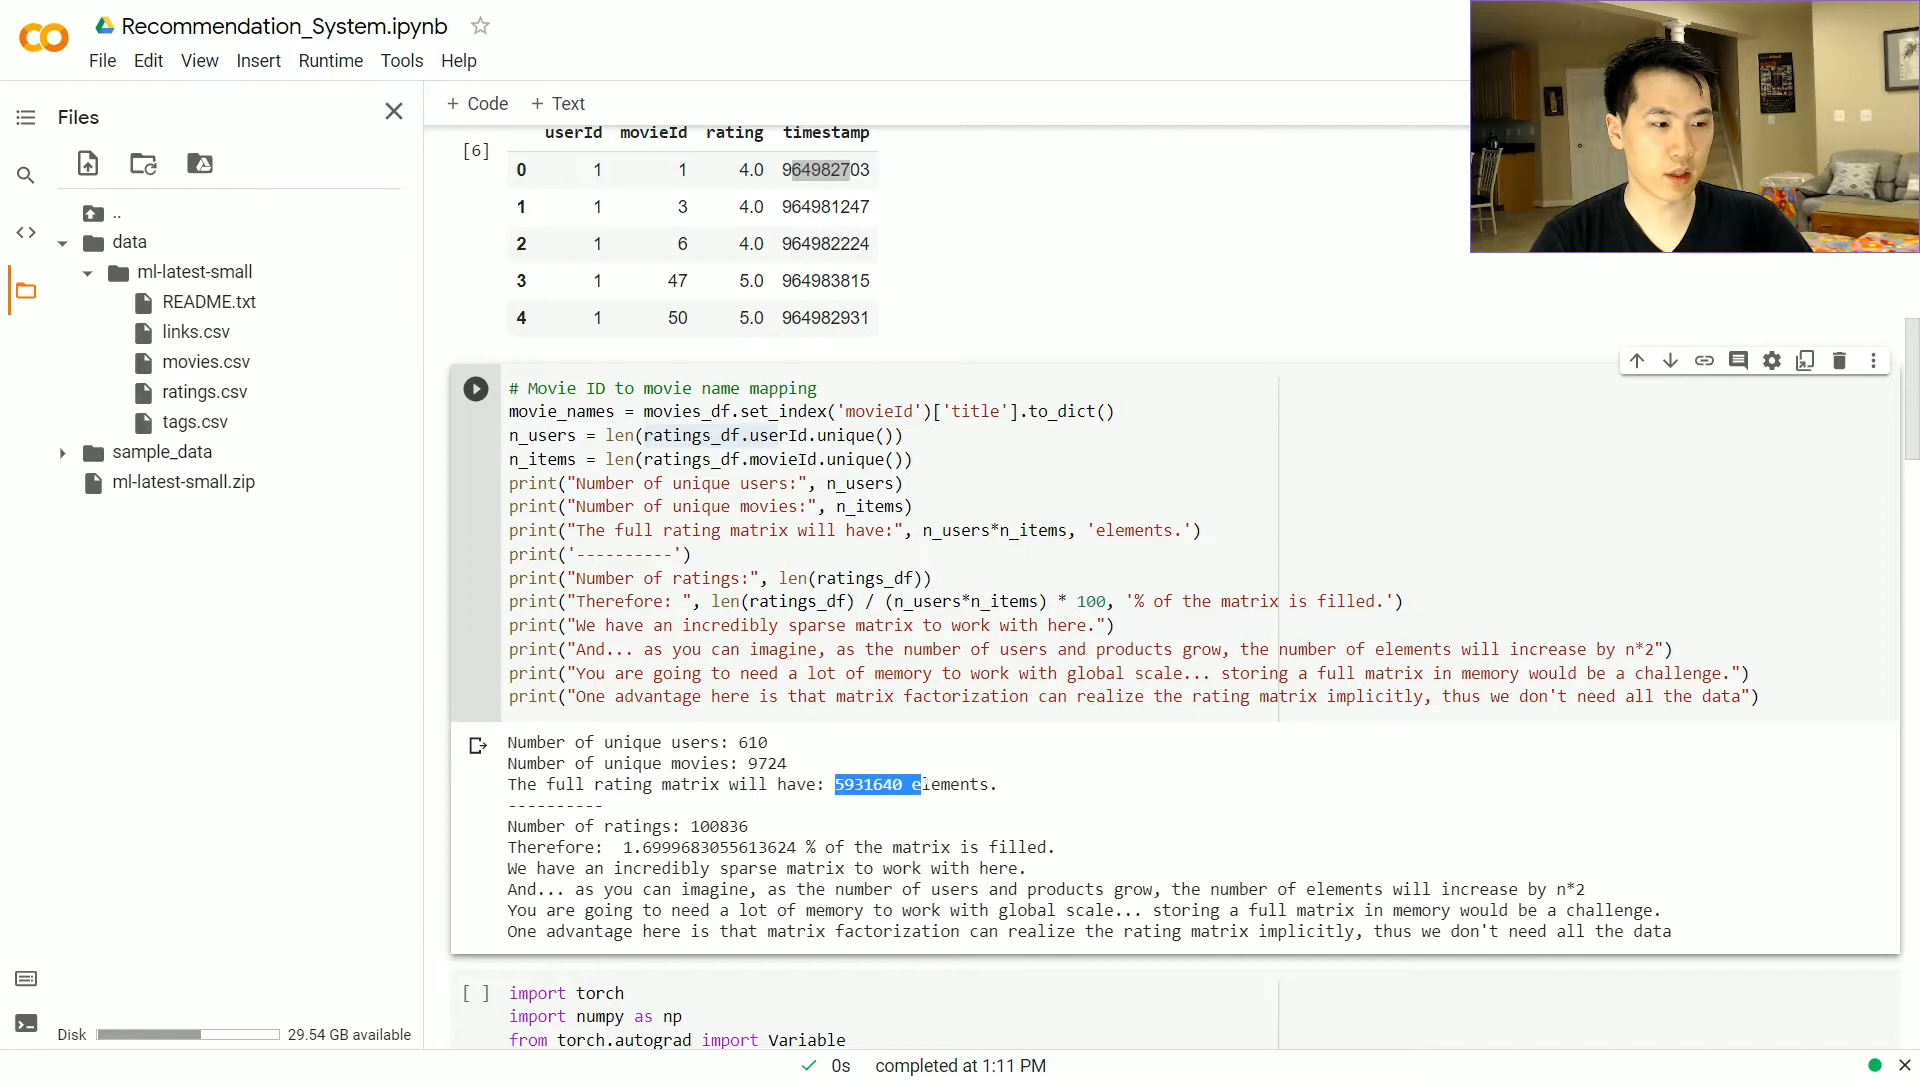 Recommendation_System.ipynb
File Edit View Insert Runtime Tools Help
Files
..
data
ml-latest-small
README.txt
links.csv
movies.csv
ratings.csv
tags.csv
sample_data
ml-latest-small.zip
Disk 29.54 GB available
+ Code + Text
userId movieId rating timestamp
[6]
0 1 1 4.0 964982703
1 1 3 4.0 964981247
2 1 6 4.0 964982224
3 1 47 5.0 964983815
4 1 50 5.0 964982931
# Movie ID to movie name mapping
movie_names = movies_df.set_index('movieId')['title'].to_dict()
n_users = len(ratings_df.userId.unique())
n_items = len(ratings_df.movieId.unique())
print("Number of unique users:", n_users)
print("Number of unique movies:", n_items)
print("The full rating matrix will have:", n_users*n_items, 'elements.')
print('----------')
print("Number of ratings:", len(ratings_df))
print("Therefore: ", len(ratings_df) / (n_users*n_items) * 100, '% of the matrix is filled.')
print("We have an incredibly sparse matrix to work with here.")
print("And... as you can imagine, as the number of users and products grow, the number of elements will increase by n*2")
print("You are going to need a lot of memory to work with global scale... storing a full matrix in memory would be a challenge.")
print("One advantage here is that matrix factorization can realize the rating matrix implicitly, thus we don't need all the data")
Number of unique users: 610
Number of unique movies: 9724
The full rating matrix will have: 5931640 elements.
----------
Number of ratings: 100836
Therefore:  1.6999683055613624 % of the matrix is filled.
We have an incredibly sparse matrix to work with here.
And... as you can imagine, as the number of users and products grow, the number of elements will increase by n*2
You are going to need a lot of memory to work with global scale... storing a full matrix in memory would be a challenge.
One advantage here is that matrix factorization can realize the rating matrix implicitly, thus we don't need all the data
[ ] import torch
import numpy as np
from torch.autograd import Variable
0s completed at 1:11 PM